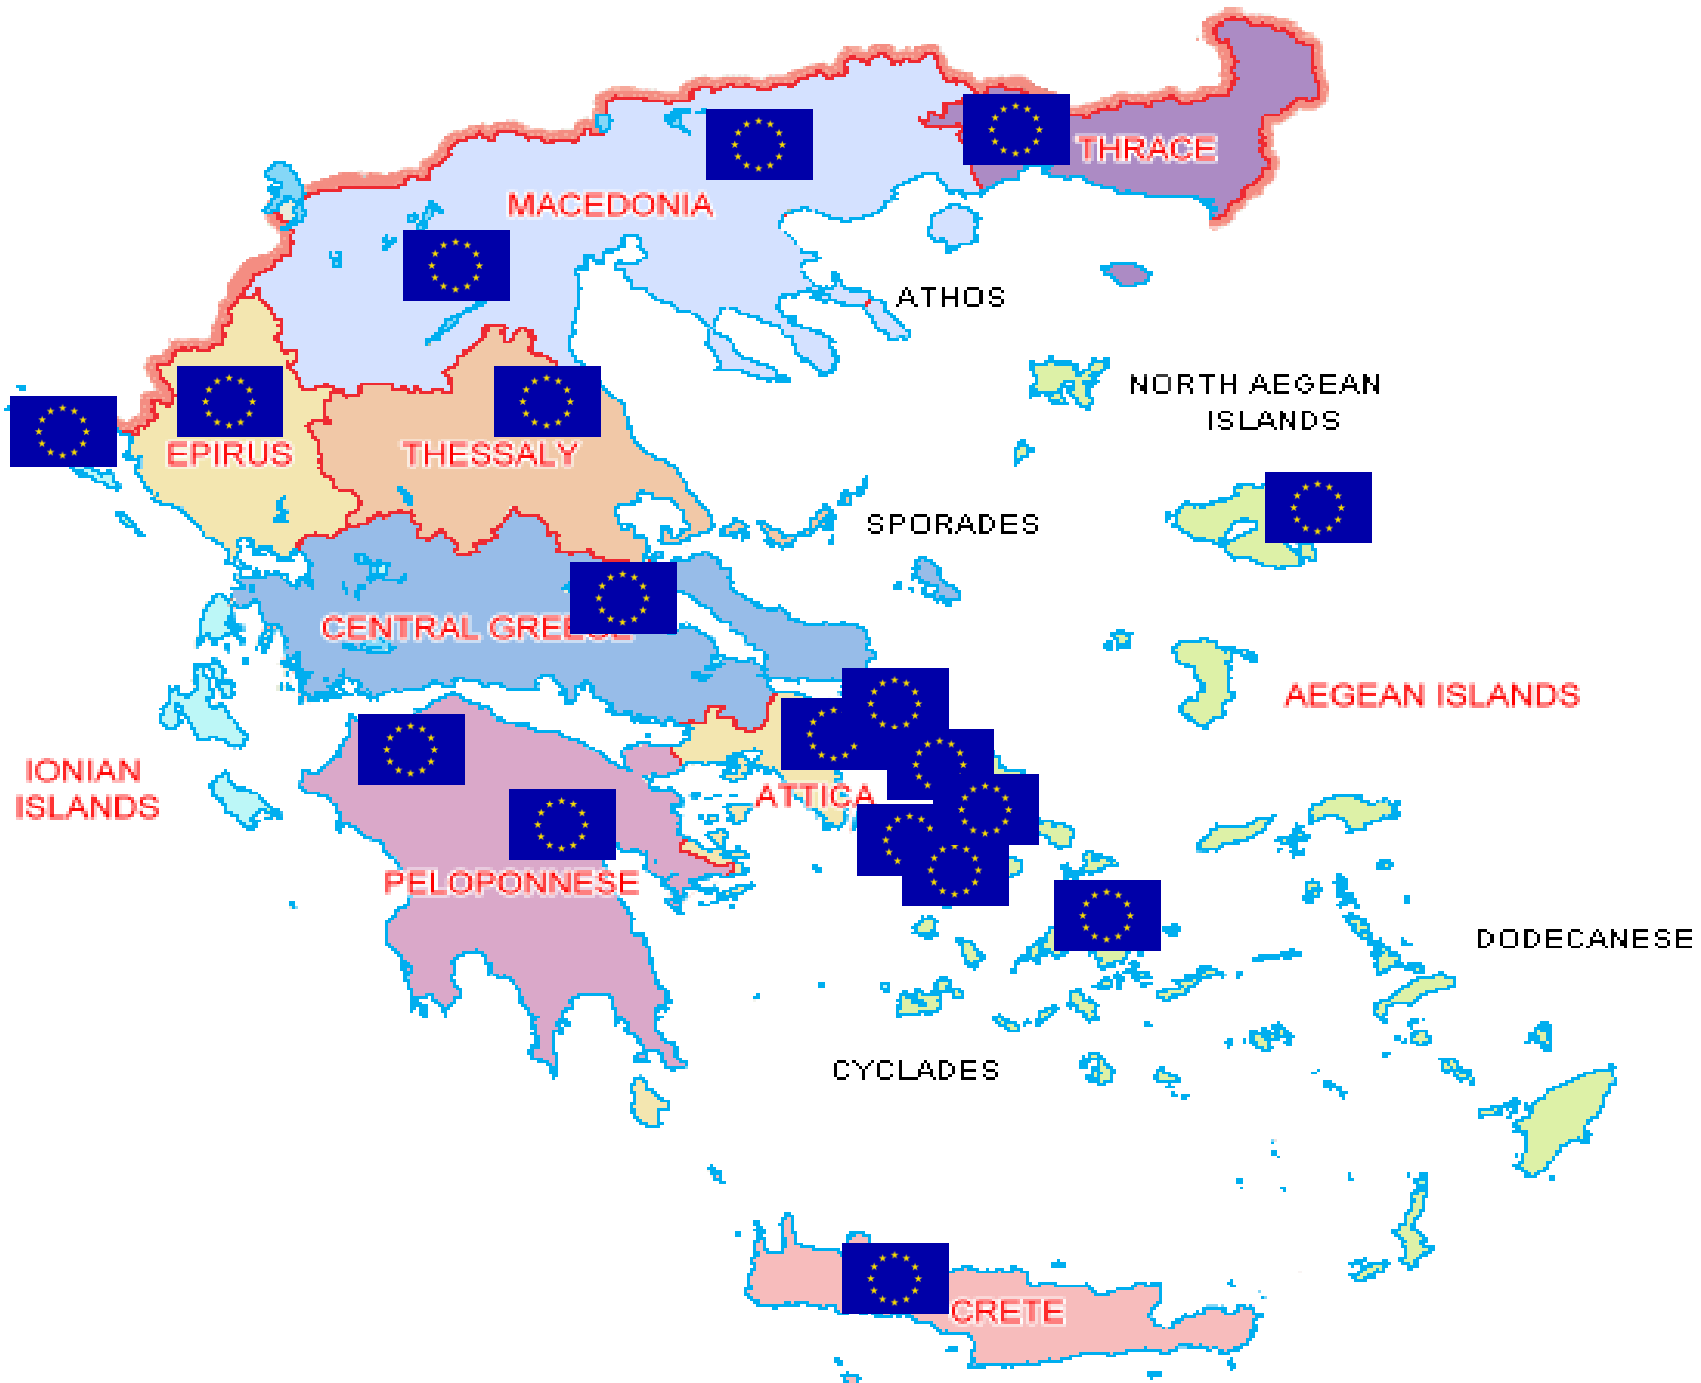 THRACE
MACEDONIA
ATHOS
NORTH AEGEAN
ISLANDS
EPIRUS
THESSALY
SPORADES
CENTRAL GREECE
AEGEAN ISLANDS
IONIAN
ISLANDS
ATTICA
PELOPONNESE
DODECANESE
CYCLADES
CRETE